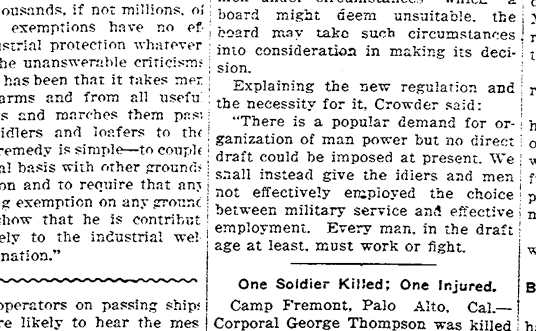 ousands, if not millions, of
exemptions have no ef
ustrial protection whatever
he unanswerable criticisms
has been that it takes men
arms and from all usefu
s and marches them past
idlers and loafers to the
remedy is simple—to couple
al basis with other grounds
on and to require that any
g exemption on any ground
how that he is contribut
ely to the industrial wel
nation."
operators on passing ships
re likely to hear the mes
board might deem unsuitable, the
board may take such circumstances
into consideration in making its deci-
sion.
Explaining the new regulation and
the necessity for it, Crowder said:
"There is a popular demand for or-
ganization of man power but no direct
draft could be imposed at present. We
shall instead give the idlers and men
not effectively employed the choice
between military service and effective
employment. Every man, in the draft
age at least, must work or fight.
One Soldier Killed; One Injured.
Camp Fremont, Palo Alto, Cal.—
Corporal George Thompson was killed